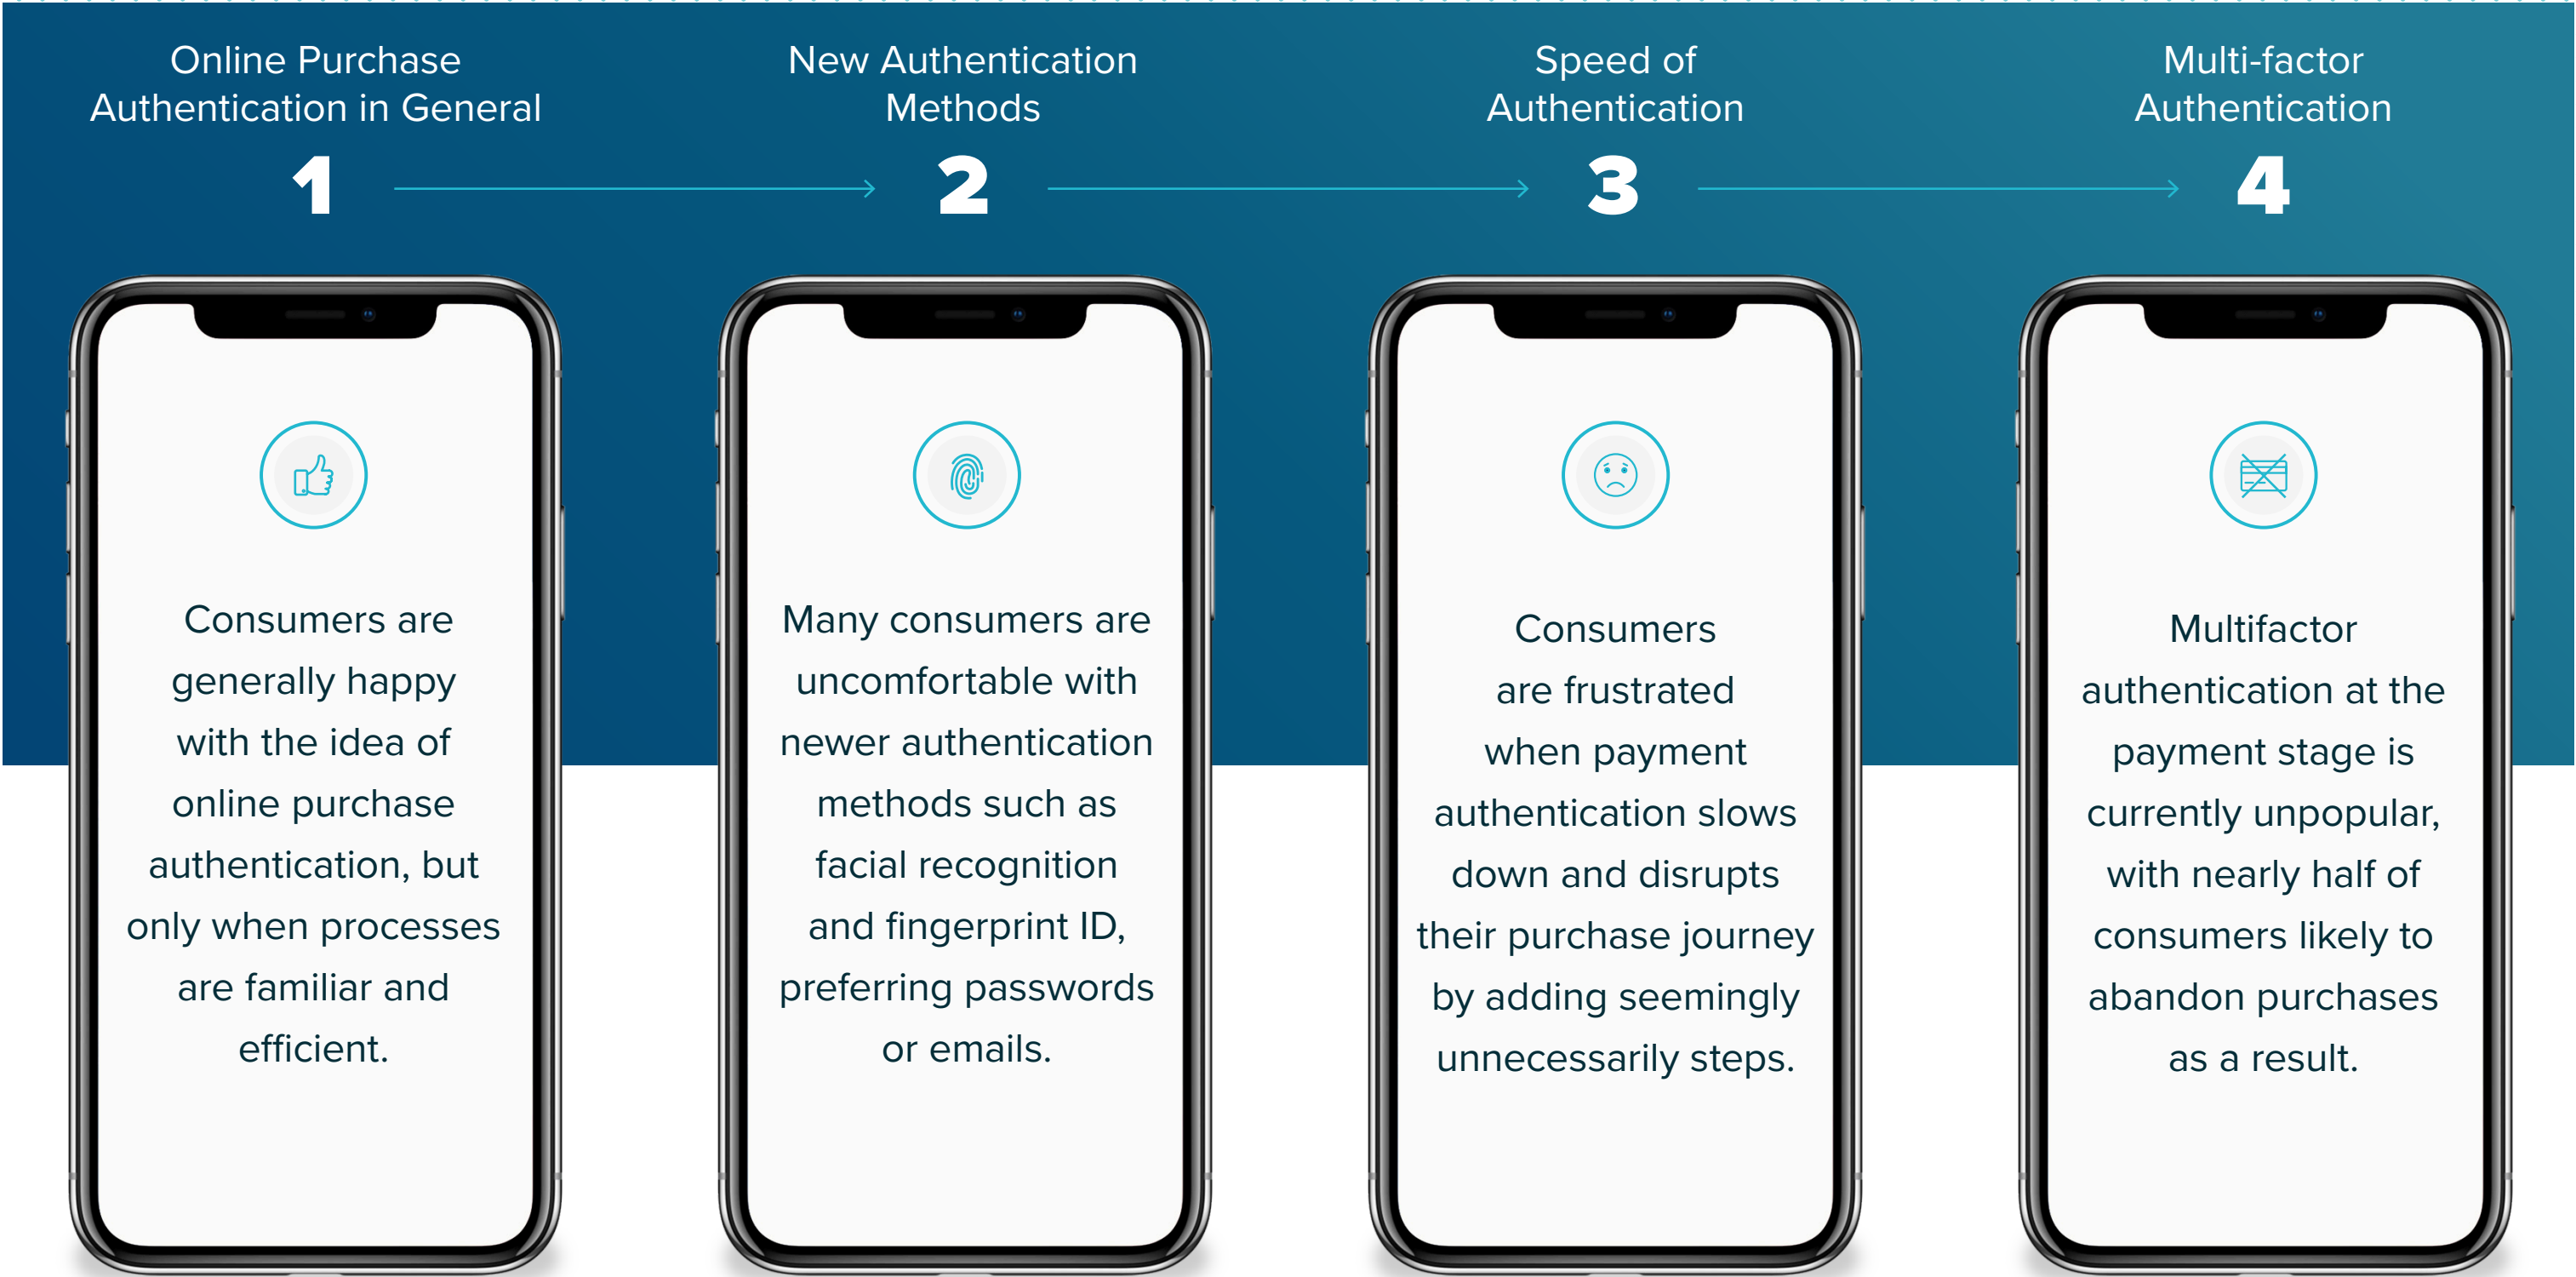 Online Purchase
Authentication in General
1
New Authentication
Methods
2
Speed of
Authentication
3
Multi-factor
Authentication
4
Consumers are
generally happy
with the idea of
online purchase
authentication, but
only when processes
are familiar and
efficient.
Many consumers are
uncomfortable with
newer authentication
methods such as
facial recognition
and fingerprint ID,
preferring passwords
or emails.
Consumers
are frustrated
when payment
authentication slows
down and disrupts
their purchase journey
by adding seemingly
unnecessarily steps.
Multifactor
authentication at the
payment stage is
currently unpopular,
with nearly half of
consumers likely to
abandon purchases
as a result.